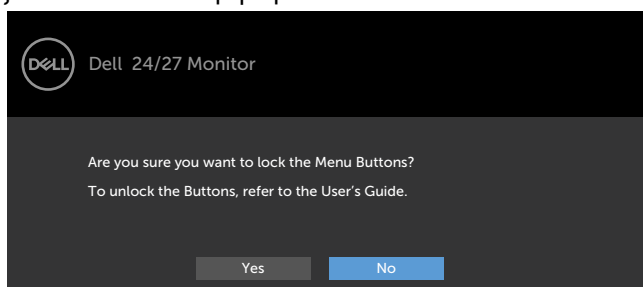 DELL
Dell 24/27 Monitor
Are you sure you want to lock the Menu Buttons?
To unlock the Buttons, refer to the User's Guide.
Yes
No